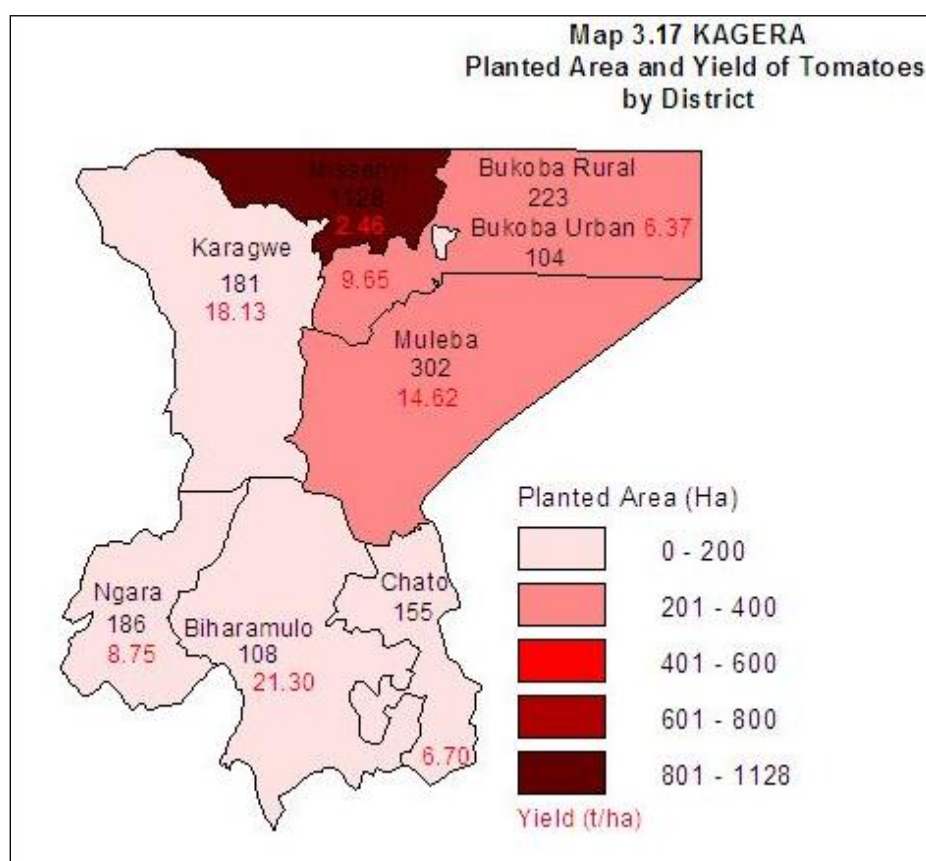 Map 3.17 KAGERA
Planted Area and Yield of Tomatoes
by District
Missenyi
1128
2.46
Bukoba Rural
223
Bukoba Urban 6.37
104
Karagwe
181
18.13
9.65
Muleba
302
14.62
Ngara
186
8.75
Biharamulo
108
21.30
Chato
155
6.70
Planted Area (Ha)
0 - 200
201 - 400
401 - 600
601 - 800
801 - 1128
Yield (t/ha)